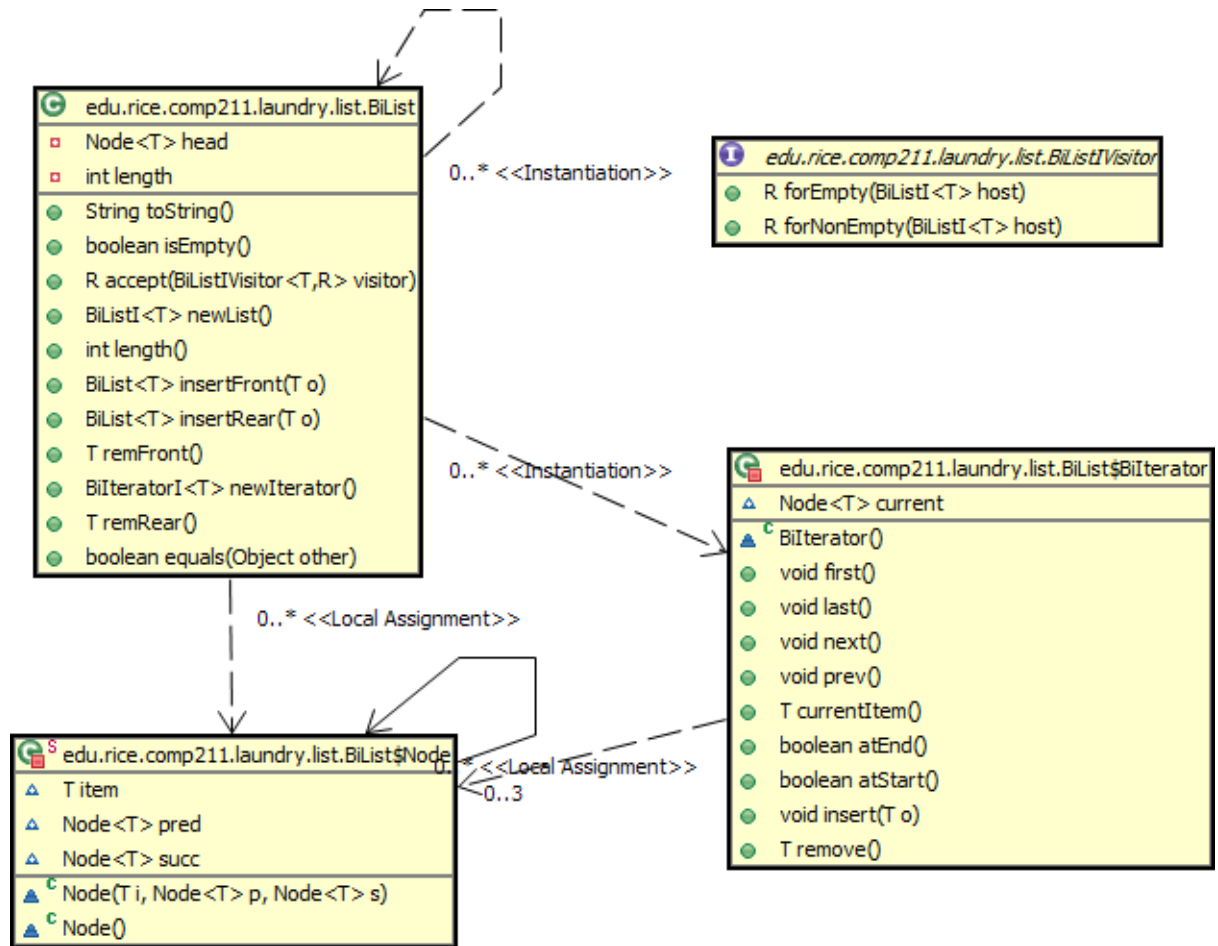 C edu.rice.comp211.laundry.list.BiList
Node<T> head
int length
String toString()
boolean isEmpty()
R accept(BiListIVisitor<T,R> visitor)
BiListI<T> newList()
int length()
BiList<T> insertFront(T o)
BiList<T> insertRear(T o)
T remFront()
BiIteratorI<T> newIterator()
T remRear()
boolean equals(Object other)
0..* <<Instantiation>>
I edu.rice.comp211.laundry.list.BiListIVisitor
R forEmpty(BiListI<T> host)
R forNonEmpty(BiListI<T> host)
0..* <<Instantiation>>
C edu.rice.comp211.laundry.list.BiList$BiIterator
Node<T> current
C BiIterator()
void first()
void last()
void next()
void prev()
T currentItem()
boolean atEnd()
boolean atStart()
void insert(T o)
T remove()
0..* <<Local Assignment>>
C S edu.rice.comp211.laundry.list.BiList$Node
T item
Node<T> pred
Node<T> succ
C Node(T i, Node<T> p, Node<T> s)
C Node()
0..* <<Local Assignment>>
0..3